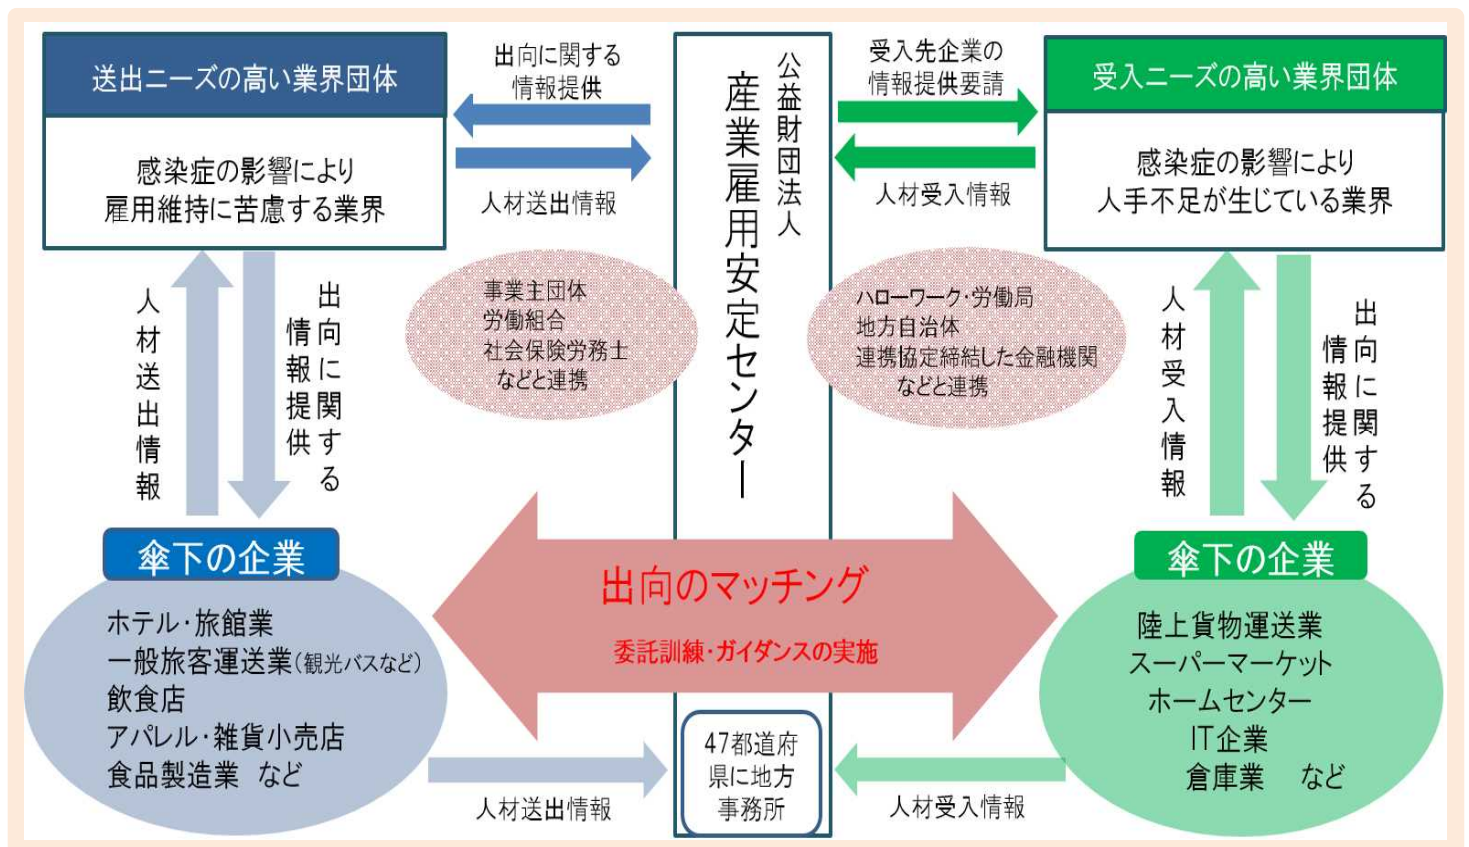 送出ニーズの高い業界団体
感染症の影響により
雇用維持に苦慮する業界
出向に関する
情報提供
人材送出情報
公益財団法人
産業雇用安定センター
受入先企業の
情報提供要請
人材受入情報
受入ニーズの高い業界団体
感染症の影響により
人手不足が生じている業界
事業主団体
労働組合
社会保険労務士
などと連携
ハローワーク・労働局
地方自治体
連携協定締結した金融機関
などと連携
人材送出情報
出向に関する
情報提供
人材受入情報
出向に関する
情報提供
傘下の企業
ホテル・旅館業
一般旅客運送業(観光バスなど)
飲食店
アパレル・雑貨小売店
食品製造業 など
出向のマッチング
委託訓練・ガイダンスの実施
傘下の企業
陸上貨物運送業
スーパーマーケット
ホームセンター
IT企業
倉庫業 など
人材送出情報
47都道府
県に地方
事務所
人材受入情報